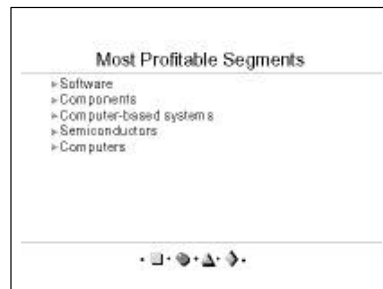 Most Profitable Segments
Software
Components
Computer-based systems
Semiconductors
Computers